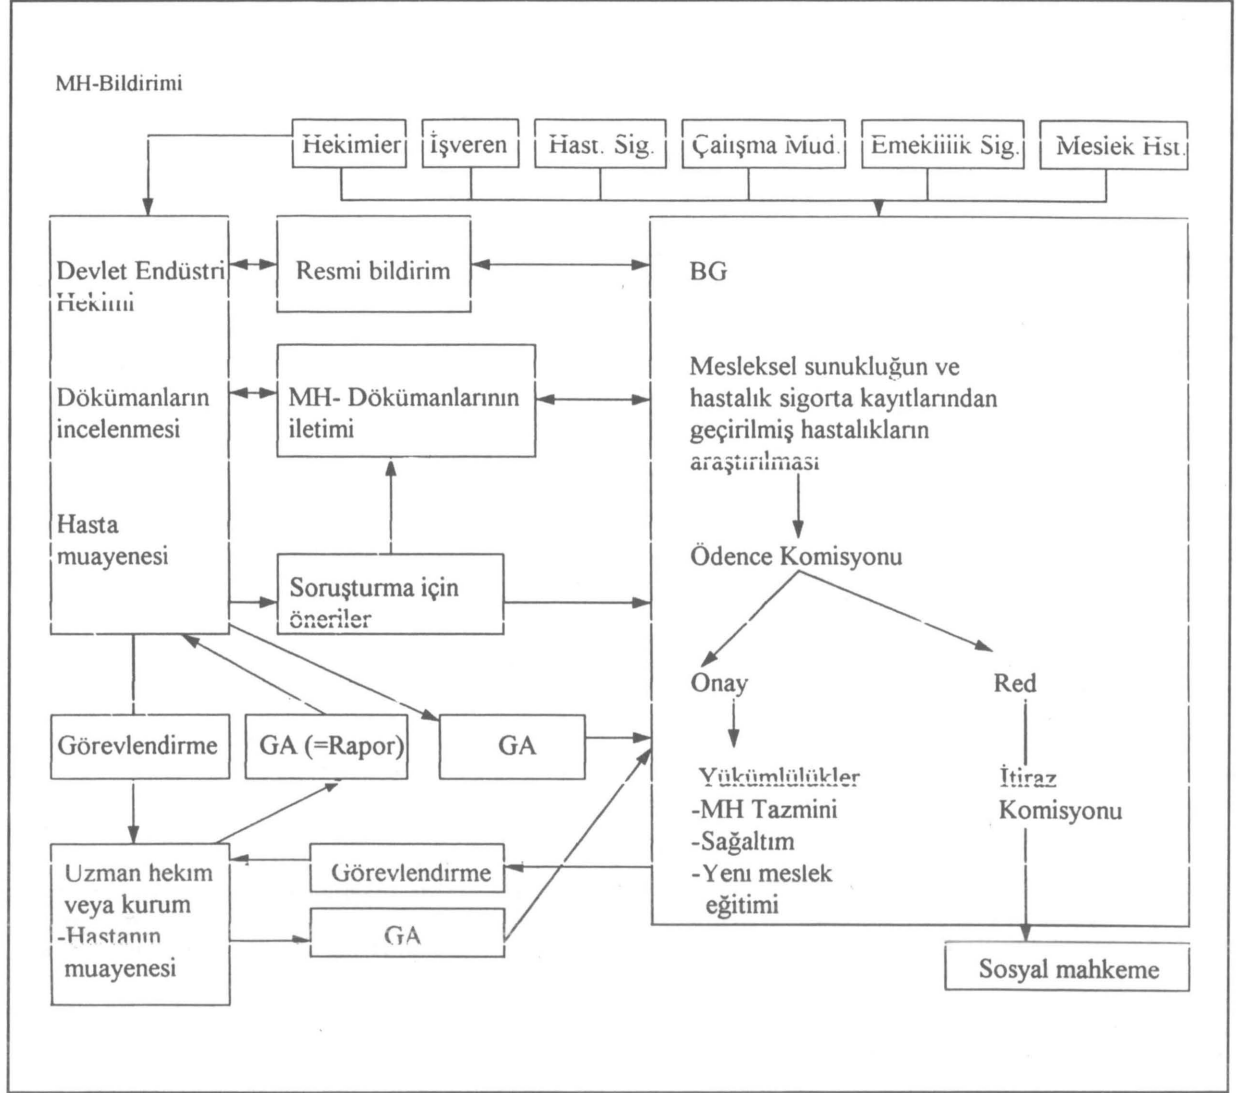 MH-Bildirimi
Hekimler
İşveren
Hast. Sig.
Çalışma Mud.
Emeklilik Sig.
Meslek Hst.
Devlet Endüstri
Hekimi
Resmi bildirim
BG
Dökümanların
incelenmesi
MH- Dökümanlarının
iletimi
Mesleksel sunukluğun ve
hastalık sigorta kayıtlarından
geçirilmiş hastalıkların
araştırılması
Hasta
muayenesi
Soruşturma için
öneriler
Ödence Komisyonu
Onay
Red
Görevlendirme
GA (=Rapor)
GA
Yükümlülükler
-MH Tazmini
-Sağaltım
-Yeni meslek
eğitimi
İtiraz
Komisyonu
Uzman hekim
veya kurum
-Hastanın
muayenesi
Görevlendirme
GA
Sosyal mahkeme